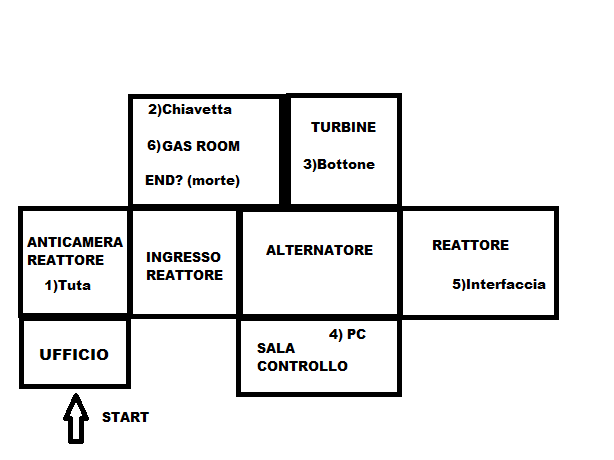 2)Chiavetta
6)GAS ROOM
END? (morte)
TURBINE
3)Bottone
ANTICAMERA
REATTORE
1)Tuta
INGRESSO
REATTORE
ALTERNATORE
REATTORE
5)Interfaccia
UFFICIO
4) PC
SALA
CONTROLLO
START